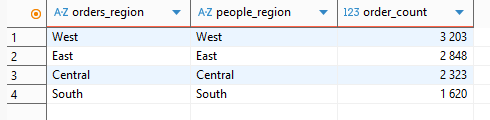 A-Z orders_region A-Z people_region 123 order_count
1 West West 3 203
2 East East 2 848
3 Central Central 2 323
4 South South 1 620